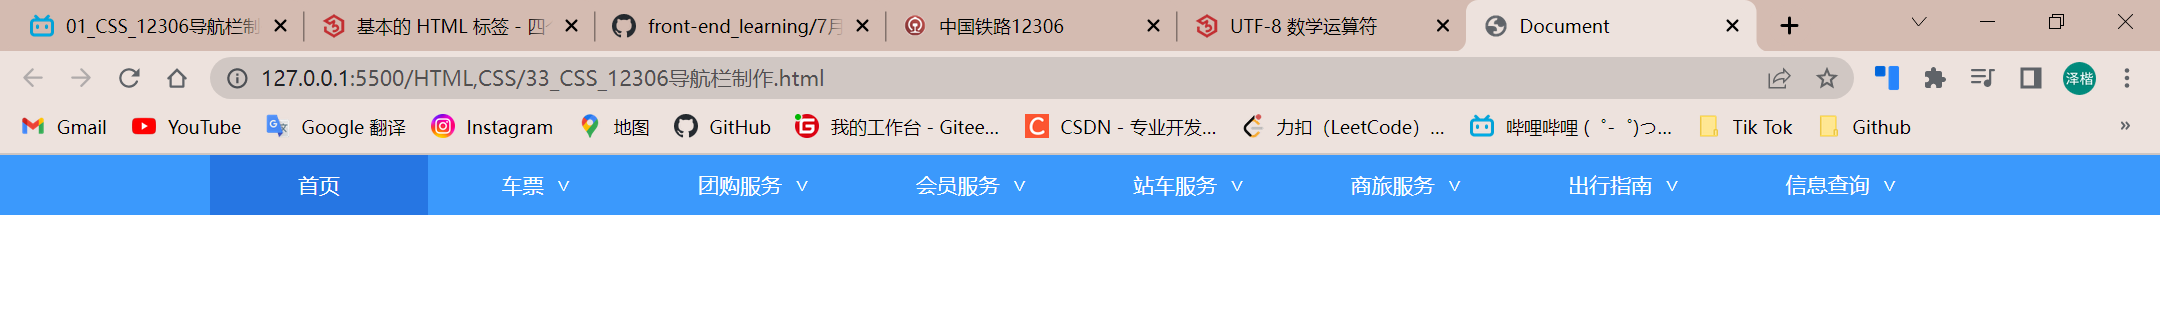 01_CSS_12306导航栏制
基本的 HTML 标签 - 四
front-end_learning/7月
中国铁路12306
UTF-8 数学运算符
Document
127.0.0.1:5500/HTML,CSS/33_CSS_12306导航栏制作.html
泽楷
Gmail
YouTube
Google 翻译
Instagram
地图
GitHub
我的工作台 - Gitee...
CSDN - 专业开发...
力扣（LeetCode）...
哔哩哔哩 ( ゜- ゜)つ...
Tik Tok
Github
»
首页
车票 ∨
团购服务 ∨
会员服务 ∨
站车服务 ∨
商旅服务 ∨
出行指南 ∨
信息查询 ∨